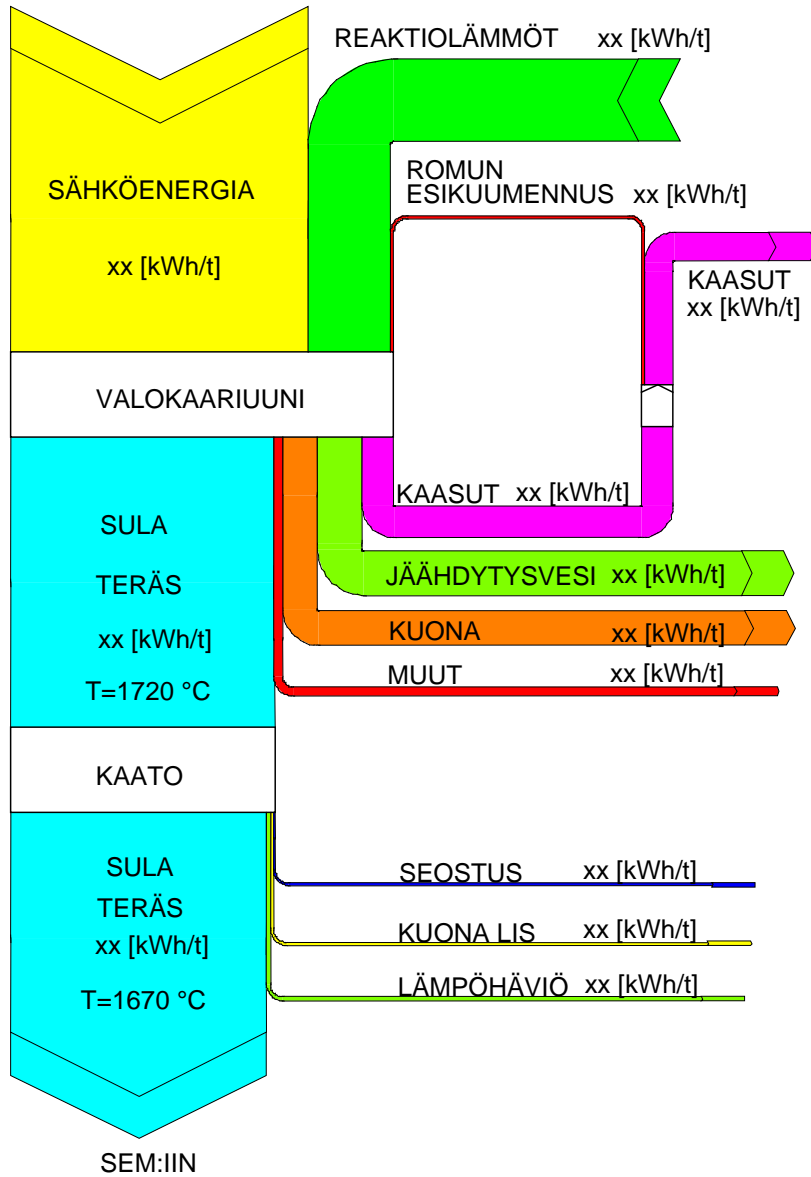 REAKTIOLÄMMÖT xx [kWh/t]
ROMUN
ESIKUUMENNUS xx [kWh/t]
SÄHKÖENERGIA
xx [kWh/t]
KAASUT
xx [kWh/t]
VALOKAARIUUNI
KAASUT xx [kWh/t]
SULA
TERÄS
xx [kWh/t]
T=1720 °C
JÄÄHDYTYSVESI xx [kWh/t]
KUONA xx [kWh/t]
MUUT xx [kWh/t]
KAATO
SULA
TERÄS
xx [kWh/t]
T=1670 °C
SEOSTUS xx [kWh/t]
KUONA LIS xx [kWh/t]
LÄMPÖHÄVIÖ xx [kWh/t]
SEM:IIN